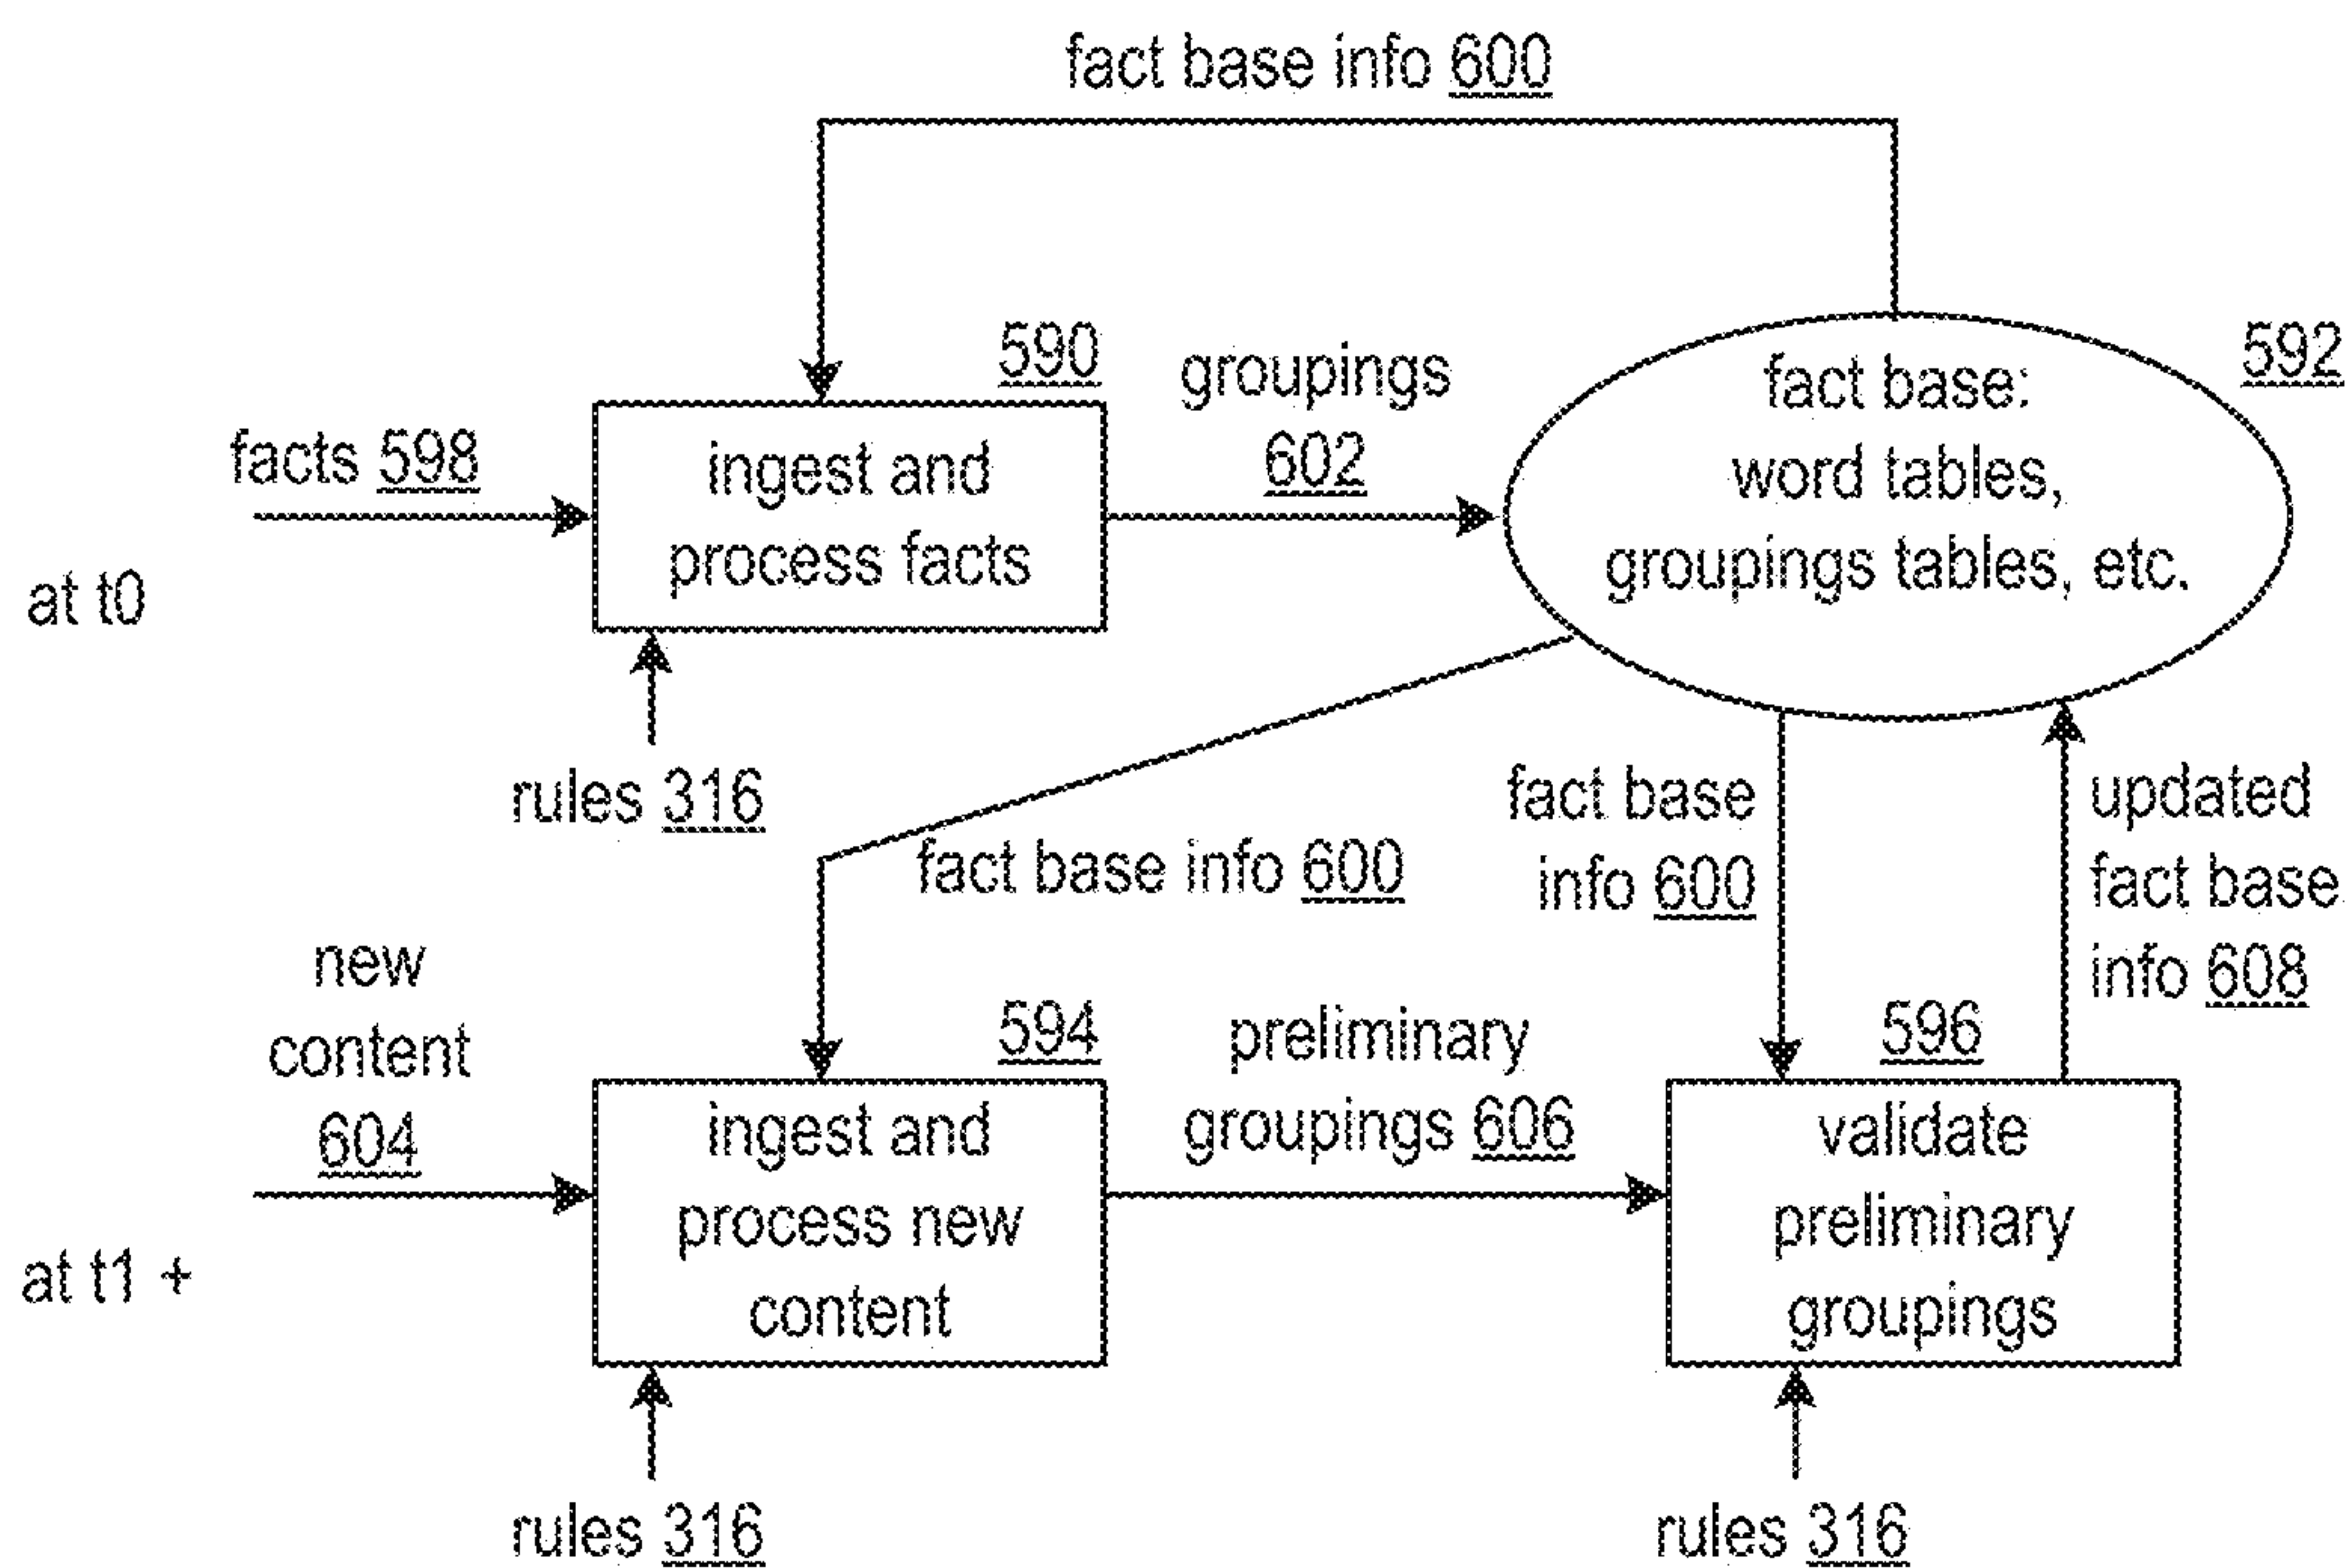 fact base info 600
590
groupings
602
592
fact base:
word tables,
groupings tables, etc.
facts 598
ingest and
process facts
at t0
rules 316
fact base info 600
fact base
info 600
updated
fact base
info 608
new
content
604
594
preliminary
groupings 606
596
ingest and
process new
content
validate
preliminary
groupings
at t1 +
rules 316
rules 316